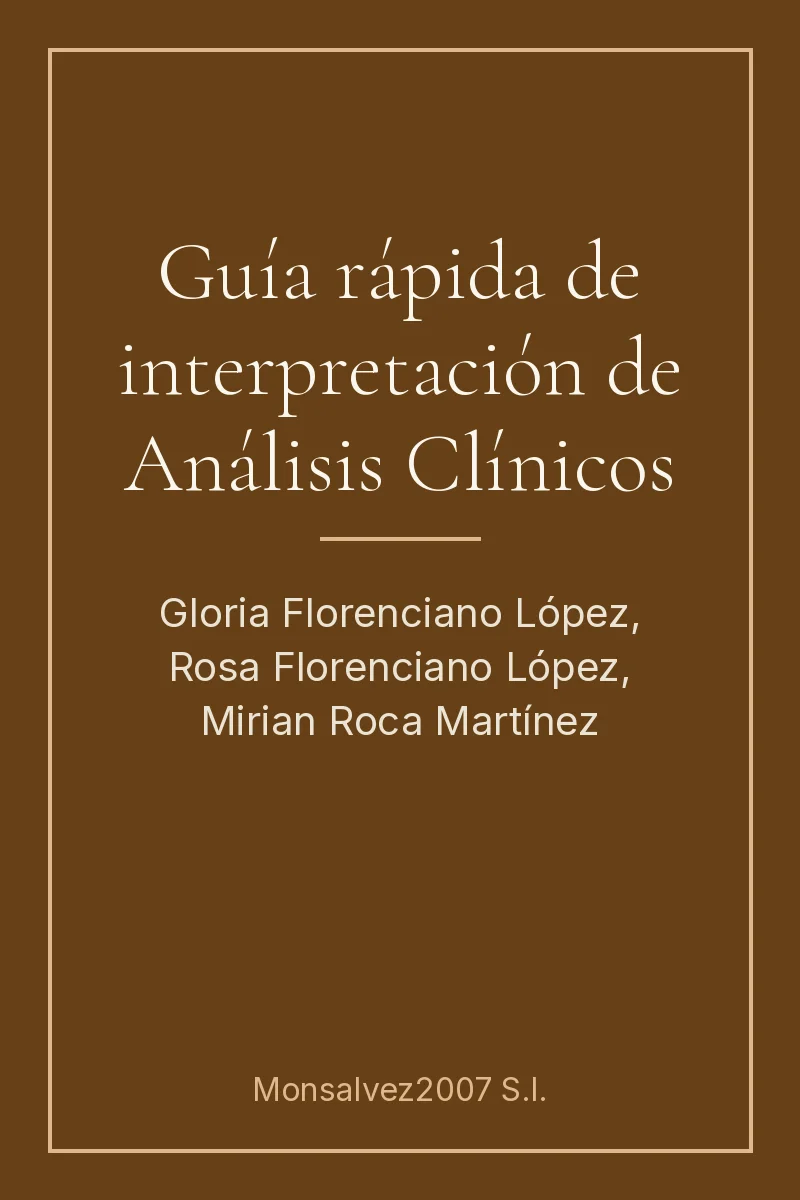 Guía rápida de
interpretación de
Análisis Clínicos
Gloria Florenciano López,
Rosa Florenciano López,
Mirian Roca Martínez
Monsalvez2007 S.l.